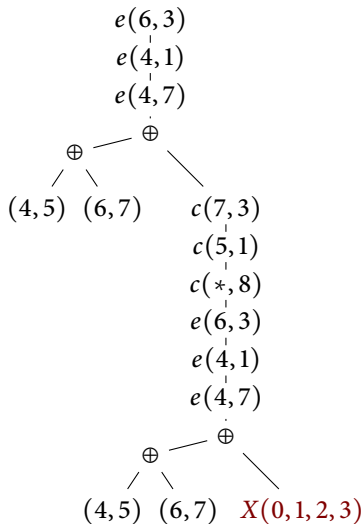 e(6,3)
e(4,1)
e(4,7)
⊕
⊕
(4,5) (6,7) c(7,3)
c(5,1)
c(*,8)
e(6,3)
e(4,1)
e(4,7)
⊕
⊕
(4,5) (6,7) X(0,1,2,3)